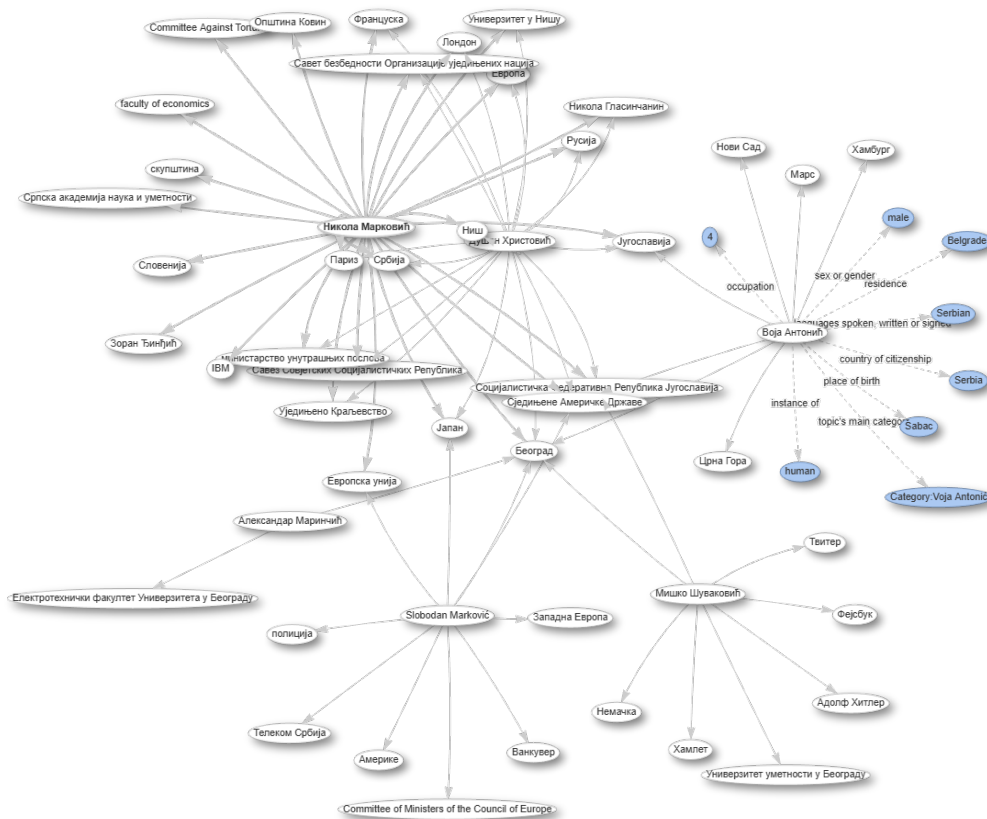 Committee Against Tortu
Општина Ковин
Француска
Универзитет у Нишу
Лондон
Савет безбедности Организације уједињених нација
Европа
faculty of economics
Никола Гласинчанин
Русија
Нови Сад
Хамбург
Марс
скупштина
Српска академија наука и уметности
Никола Марковић
Ниш
Душан Христовић
Југославија
male
4
Belgrade
sex or gender
residence
occupation
Словенија
Париз
Србија
Serbian
languages spoken, written or signed
Воја Антонић
Зоран Ђинђић
Министарство унутрашњих послова
IBM
Савез Совјетских Социјалистичких Република
country of citizenship
Serbia
place of birth
Социјалистичка Федеративна Република Југославија
Сједињене Америчке Државе
instance of
Уједињено Краљевство
Јапан
topic's main category
Šabac
Београд
Црна Гора
human
Европска унија
Category:Voja Antonić
Александар Маринчић
Твитер
Електротехнички факултет Универзитета у Београду
Мишко Шуваковић
Slobodan Marković
Западна Европа
Фејсбук
полиција
Немачка
Адолф Хитлер
Телеком Србија
Америке
Ванкувер
Хамлет
Универзитет уметности у Београду
Committee of Ministers of the Council of Europe